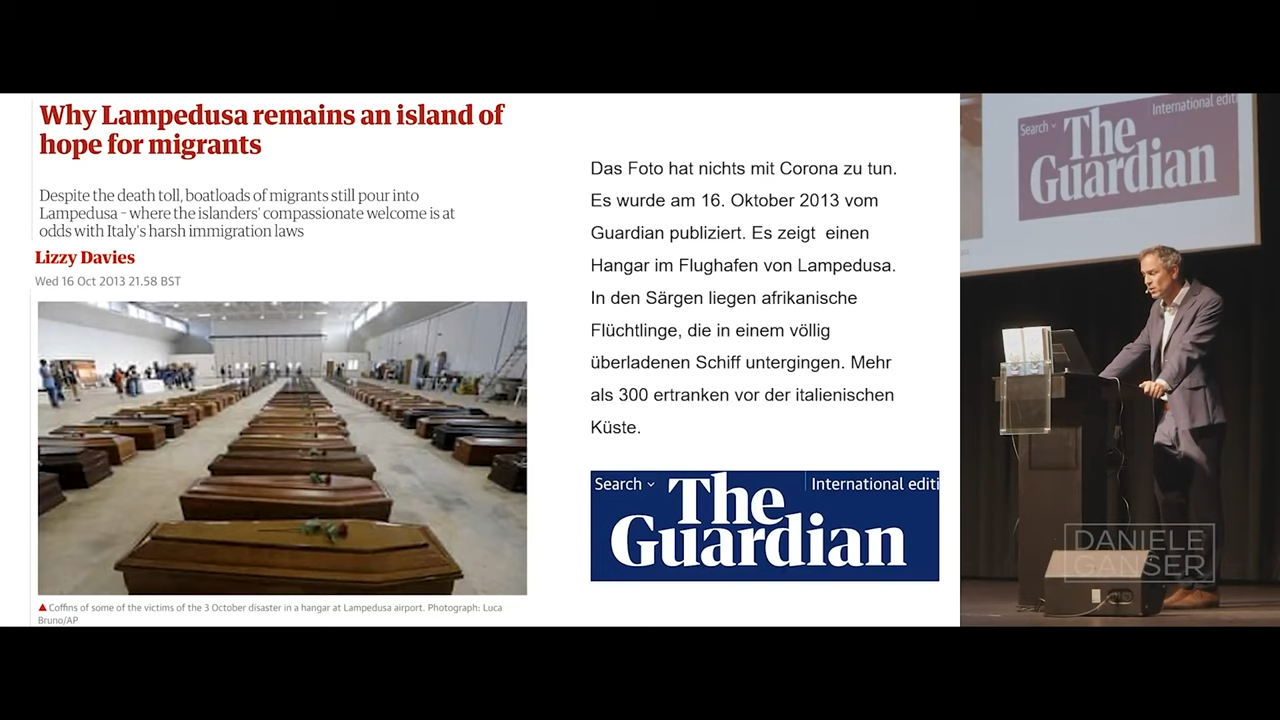 Why Lampedusa remains an island of
hope for migrants
Despite the death toll, boatloads of migrants still pour into
Lampedusa – where the islanders' compassionate welcome is at
odds with Italy's harsh immigration laws
Lizzy Davies
Wed 16 Oct 2013 21.58 BST
Coffins of some of the victims of the 3 October disaster in a hangar at Lampedusa airport. Photograph: Luca
Bruno/AP
Das Foto hat nichts mit Corona zu tun.
Es wurde am 16. Oktober 2013 vom
Guardian publiziert. Es zeigt einen
Hangar im Flughafen von Lampedusa.
In den Särgen liegen afrikanische
Flüchtlinge, die in einem völlig
überladenen Schiff untergingen. Mehr
als 300 ertranken vor der italienischen
Küste.
Search International editi
The
Guardian
Search International editi
The
Guardian
DANIELE
GANSER